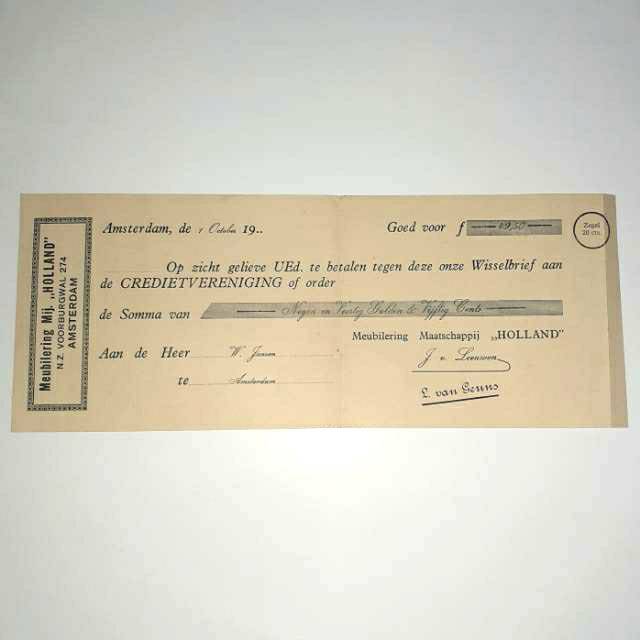 Meubilering Mij. „HOLLAND"
N.Z. VOORBURGWAL 274
AMSTERDAM
Amsterdam, de 1 October 19..
Goed voor f 49,50
Zegel
20 cts.
Op zicht gelieve UEd. te betalen tegen deze onze Wisselbrief aan
de CREDIETVERENIGING of order
de Somma van Negen en Veertig Gulden & Vijftig Cents
Meubilering Maatschappij „HOLLAND"
Aan de Heer W. Jansen
J. v. Leeuwen
te Amsterdam
L. van Geuns